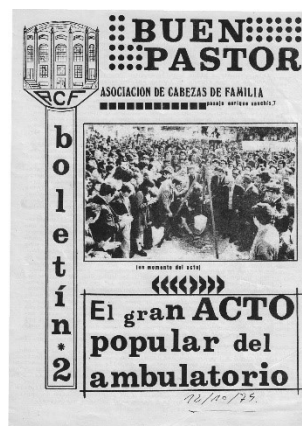 BUEN
PASTOR
ACF
ASOCIACION DE CABEZAS DE FAMILIA
pasaje enrique sanchis,7
boletín*2
(un momento del acto)
El gran ACTO
popular del
ambulatorio
12/10/79.